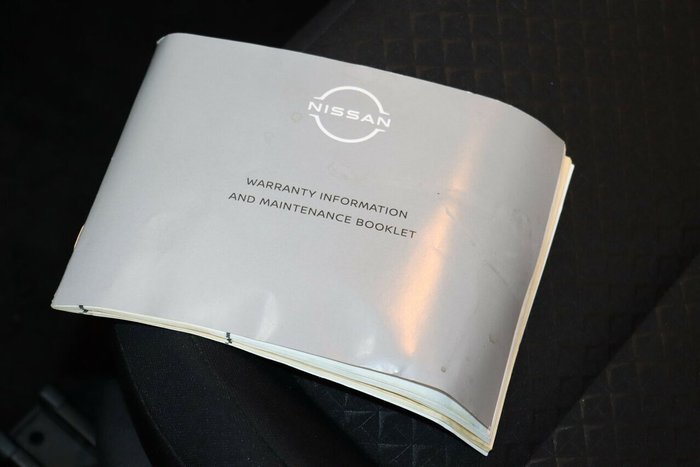 NISSAN
WARRANTY INFORMATION
AND MAINTENANCE BOOKLET